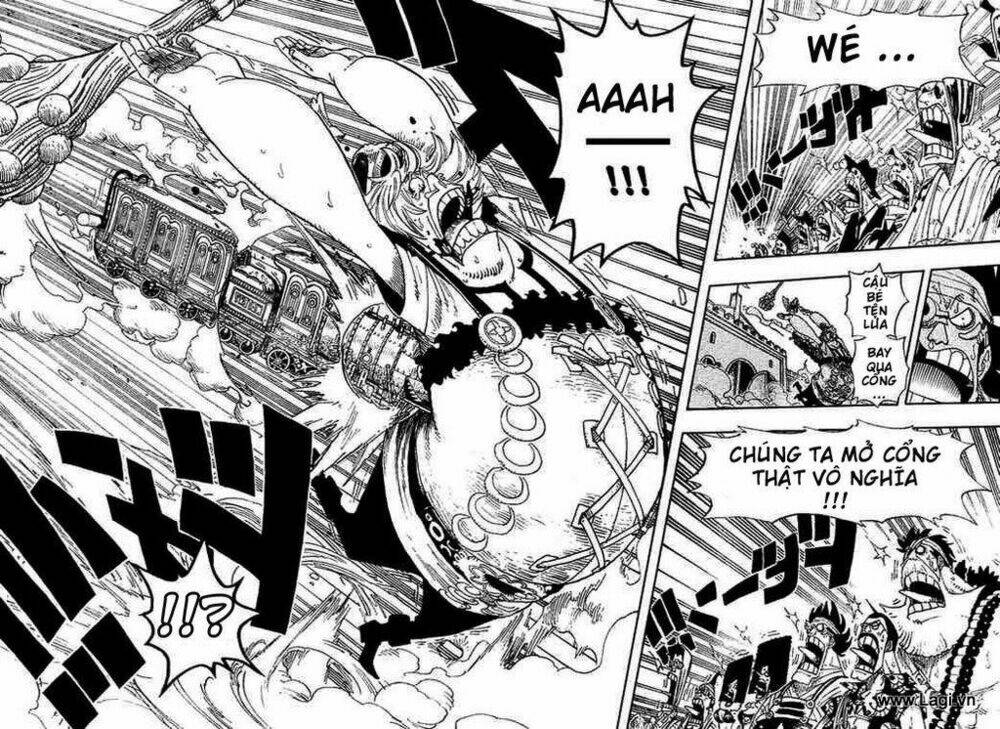 WÉ ...
CẬU
BÉ
TÊN
LỬA
BAY
QUA
CỔNG
...
CHÚNG TA MỞ CỔNG
THẬT VÔ NGHĨA
!!!
AAAH
!!!
!!!?
www.Lagi.vn